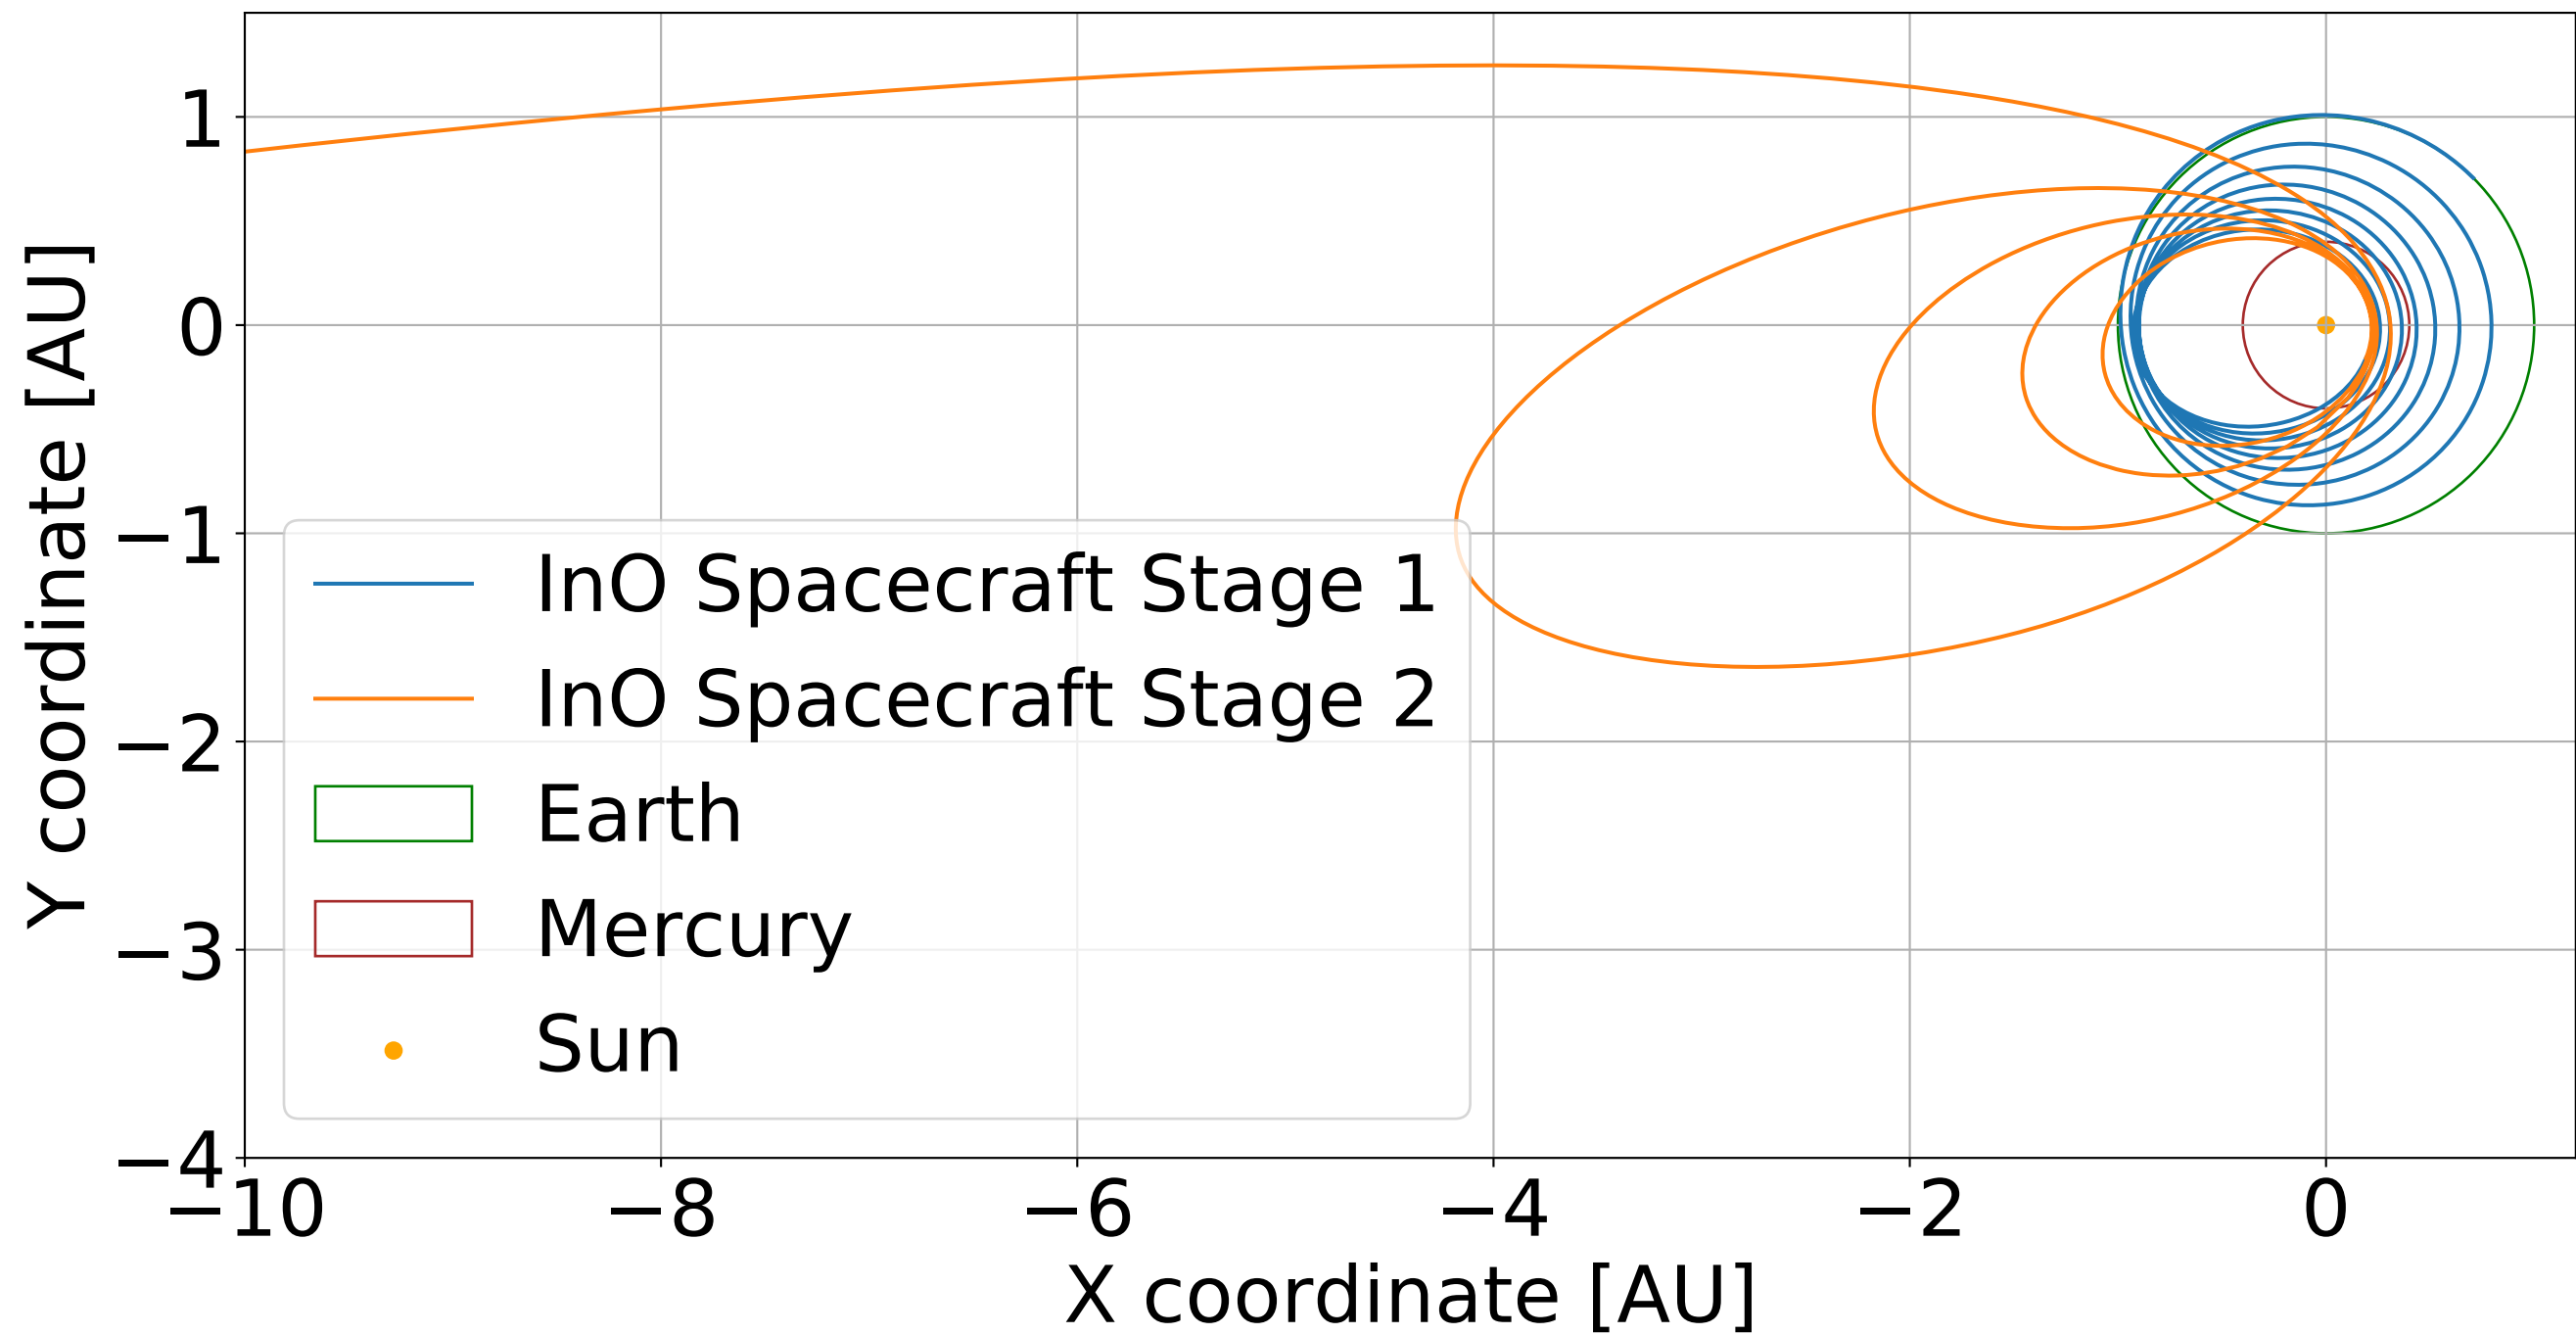 Y coordinate [AU]
1
0
−1
−2
−3
−4
InO Spacecraft Stage 1
InO Spacecraft Stage 2
Earth
Mercury
Sun
−10 −8 −6 −4 −2 0
X coordinate [AU]